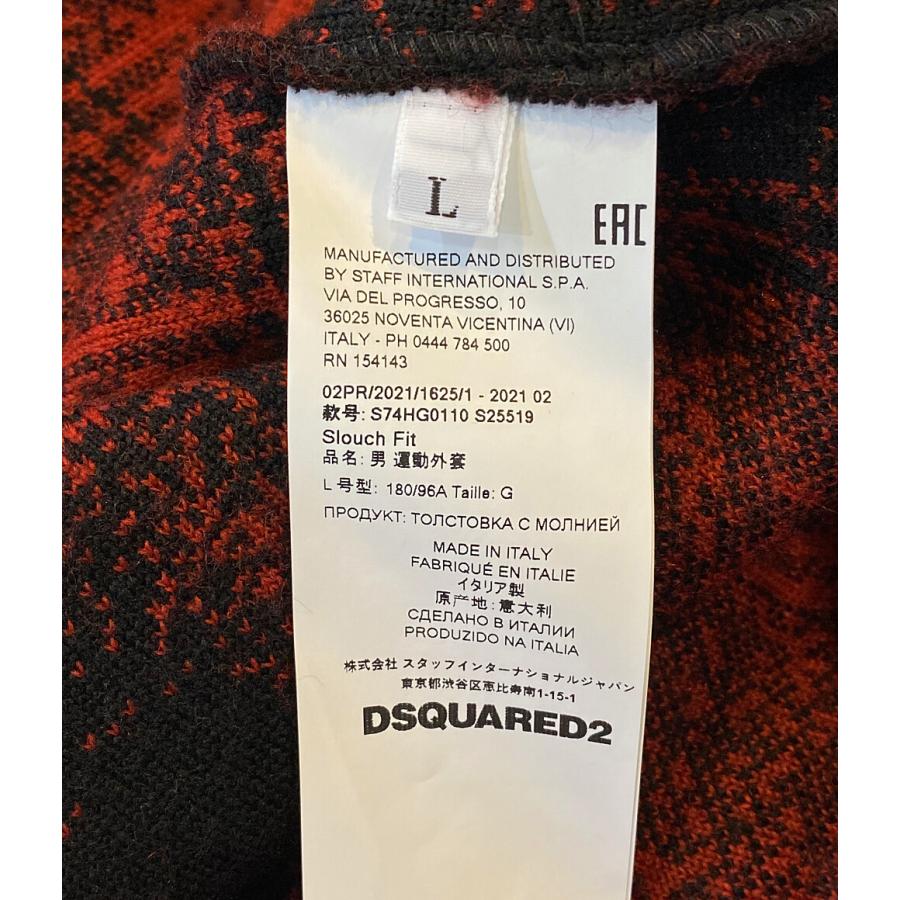 L
EAC
MANUFACTURED AND DISTRIBUTED
BY STAFF INTERNATIONAL S.P.A.
VIA DEL PROGRESSO, 10
36025 NOVENTA VICENTINA (VI)
ITALY - PH 0444 784 500
RN 154143
02PR/2021/1625/1 - 2021 02
款号: S74HG0110 S25519
Slouch Fit
品名: 男 運動外套
L 号型: 180/96A Taille: G
ПРОДУКТ: ТОЛСТОВКА С МОЛНИЕЙ
MADE IN ITALY
FABRIQUÉ EN ITALIE
イタリア製
原产地: 意大利
СДЕЛАНО В ИТАЛИИ
PRODUZIDO NA ITALIA
株式会社 スタッフインターナショナルジャパン
東京都渋谷区恵比寿南1-15-1
DSQUARED2